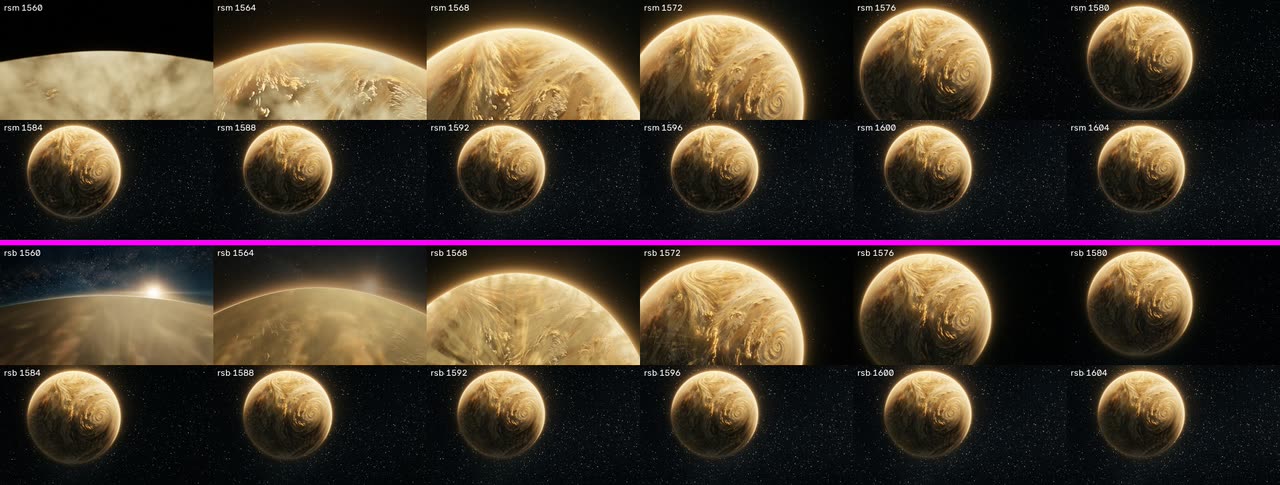 rsm 1560
rsm 1564
rsm 1568
rsm 1572
rsm 1576
rsm 1580
rsm 1584
rsm 1588
rsm 1592
rsm 1596
rsm 1600
rsm 1604
rsb 1560
rsb 1564
rsb 1568
rsb 1572
rsb 1576
rsb 1580
rsb 1584
rsb 1588
rsb 1592
rsb 1596
rsb 1600
rsb 1604